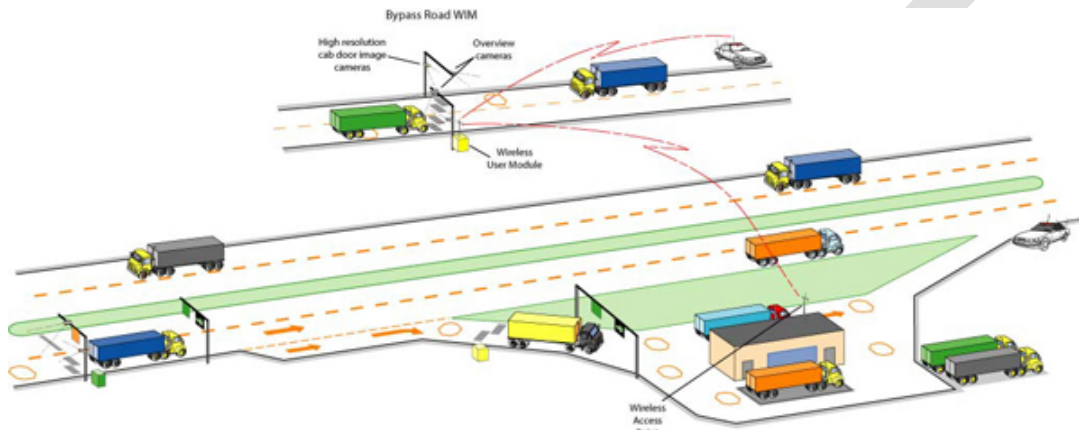 Bypass Road WIM
High resolution
cab door image
cameras
Overview
cameras
Wireless
User Module
Wireless
Access